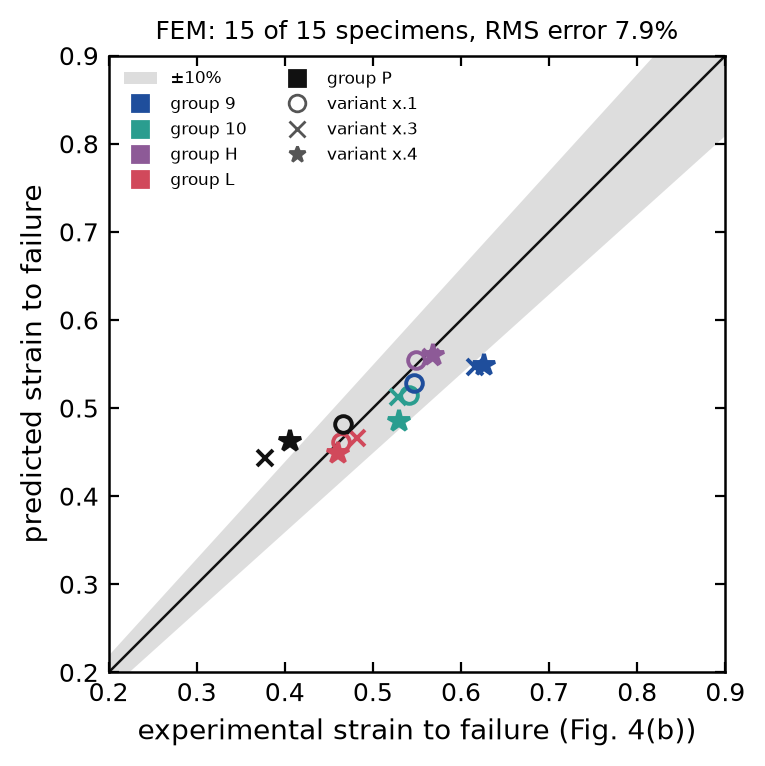 FEM: 15 of 15 specimens, RMS error 7.9%
±10%
group 9
group 10
group H
group L
group P
variant x.1
variant x.3
variant x.4
predicted strain to failure
0.9
0.8
0.7
0.6
0.5
0.4
0.3
0.2
0.2 0.3 0.4 0.5 0.6 0.7 0.8 0.9
experimental strain to failure (Fig. 4(b))